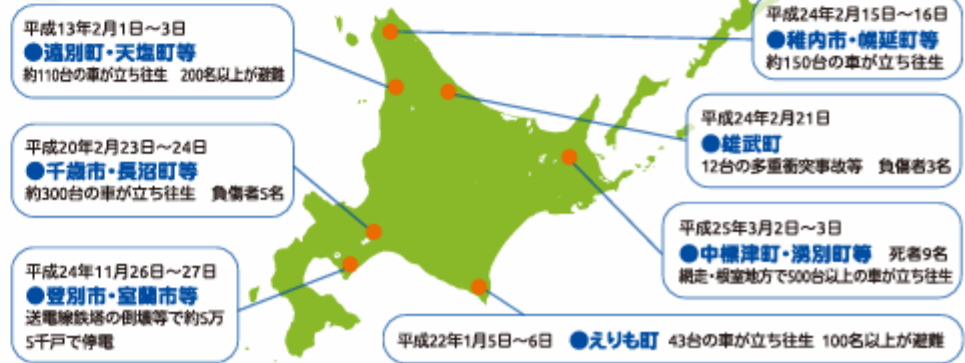 平成13年2月1日～3日
●遠別町・天塩町等
約110台の車が立ち往生 200名以上が避難
平成20年2月23日～24日
●千歳市・長沼町等
約300台の車が立ち往生 負傷者5名
平成24年11月26日～27日
●登別市・室蘭市等
送電線鉄塔の倒壊等で約5万
5千戸で停電
平成24年2月15日～16日
●稚内市・幌延町等
約150台の車が立ち往生
平成24年2月21日
●雄武町
12台の多重衝突事故等 負傷者3名
平成25年3月2日～3日
●中標津町・湧別町等 死者9名
網走・根室地方で500台以上の車が立ち往生
平成22年1月5日～6日 ●えりも町 43台の車が立ち往生 100名以上が避難